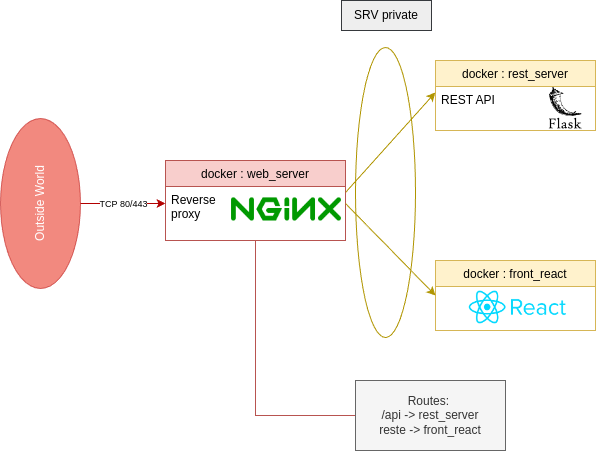 SRV private
docker : rest_server
REST API
Flask
docker : web_server
Reverse
proxy
NGiNX
Outside World
TCP 80/443
docker : front_react
React
Routes:
/api -> rest_server
reste -> front_react